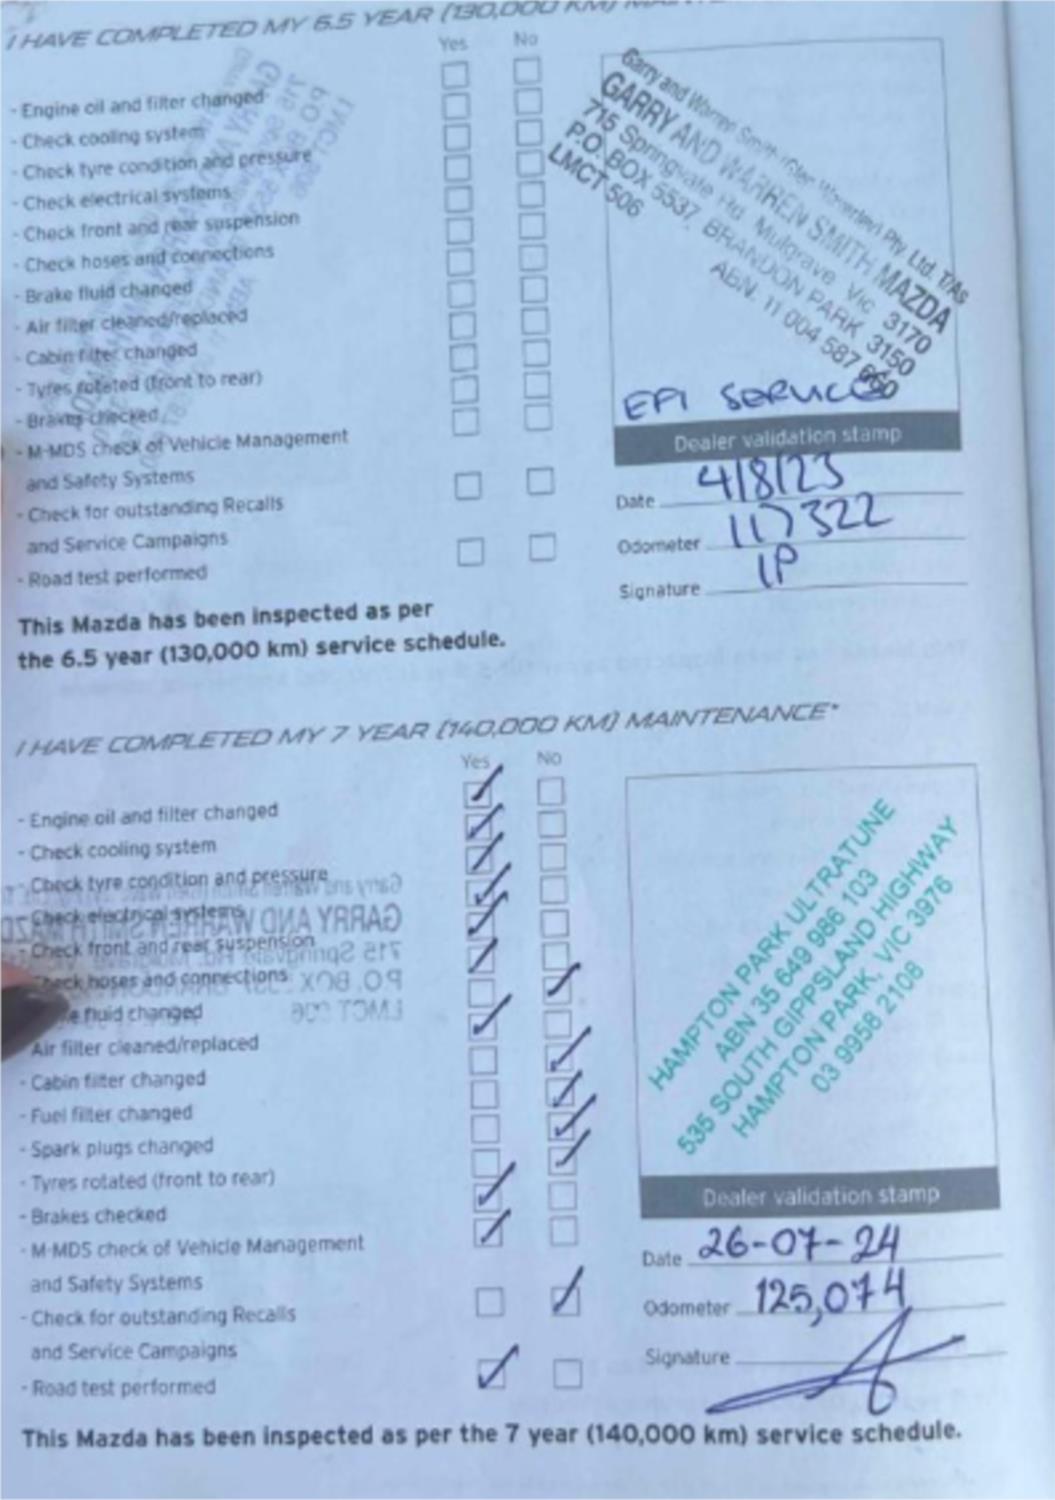 I HAVE COMPLETED MY 6.5 YEAR (130,000 KM)
Yes No
- Engine oil and filter changed
- Check cooling system
- Check tyre condition and pressure
- Check electrical systems
- Check front and rear suspension
- Check hoses and connections
- Brake fluid changed
- Air filter cleaned/replaced
- Cabin filter changed
- Tyres rotated (front to rear)
- Brakes checked
- M-MDS check of Vehicle Management
and Safety Systems
- Check for outstanding Recalls
and Service Campaigns
- Road test performed
This Mazda has been inspected as per
the 6.5 year (130,000 km) service schedule.
Garry and Warren Smith Pty. Ltd. T/As
GARRY AND WARREN SMITH MAZDA
715 Springvale Rd. Mulgrave Vic 3170
P.O. BOX 5537, BRANDON PARK 3150
LMCT 506 ABN. 11 004 587 660
EFI SERVICE
Dealer validation stamp
Date 4/8/23
Odometer 117322
Signature IP
I HAVE COMPLETED MY 7 YEAR (140,000 KM) MAINTENANCE*
Yes No
- Engine oil and filter changed
- Check cooling system
- Check tyre condition and pressure
- Check electrical systems
- Check front and rear suspension
Check hoses and connections
fluid changed
Air filter cleaned/replaced
- Cabin filter changed
- Fuel filter changed
- Spark plugs changed
- Tyres rotated (front to rear)
- Brakes checked
- M-MDS check of Vehicle Management
and Safety Systems
- Check for outstanding Recalls
and Service Campaigns
- Road test performed
This Mazda has been inspected as per the 7 year (140,000 km) service schedule.
HAMPTON PARK ULTRATUNE
ABN 35 649 986 103
535 SOUTH GIPPSLAND HIGHWAY
HAMPTON PARK, VIC 3976
03 9958 2108
Dealer validation stamp
Date 26-07-24
Odometer 125,074
Signature